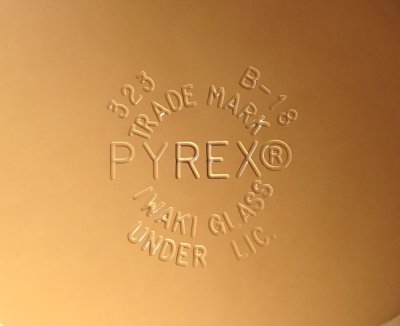 323 B-18
TRADE MARK
PYREX®
IWAKI GLASS
UNDER LIC.